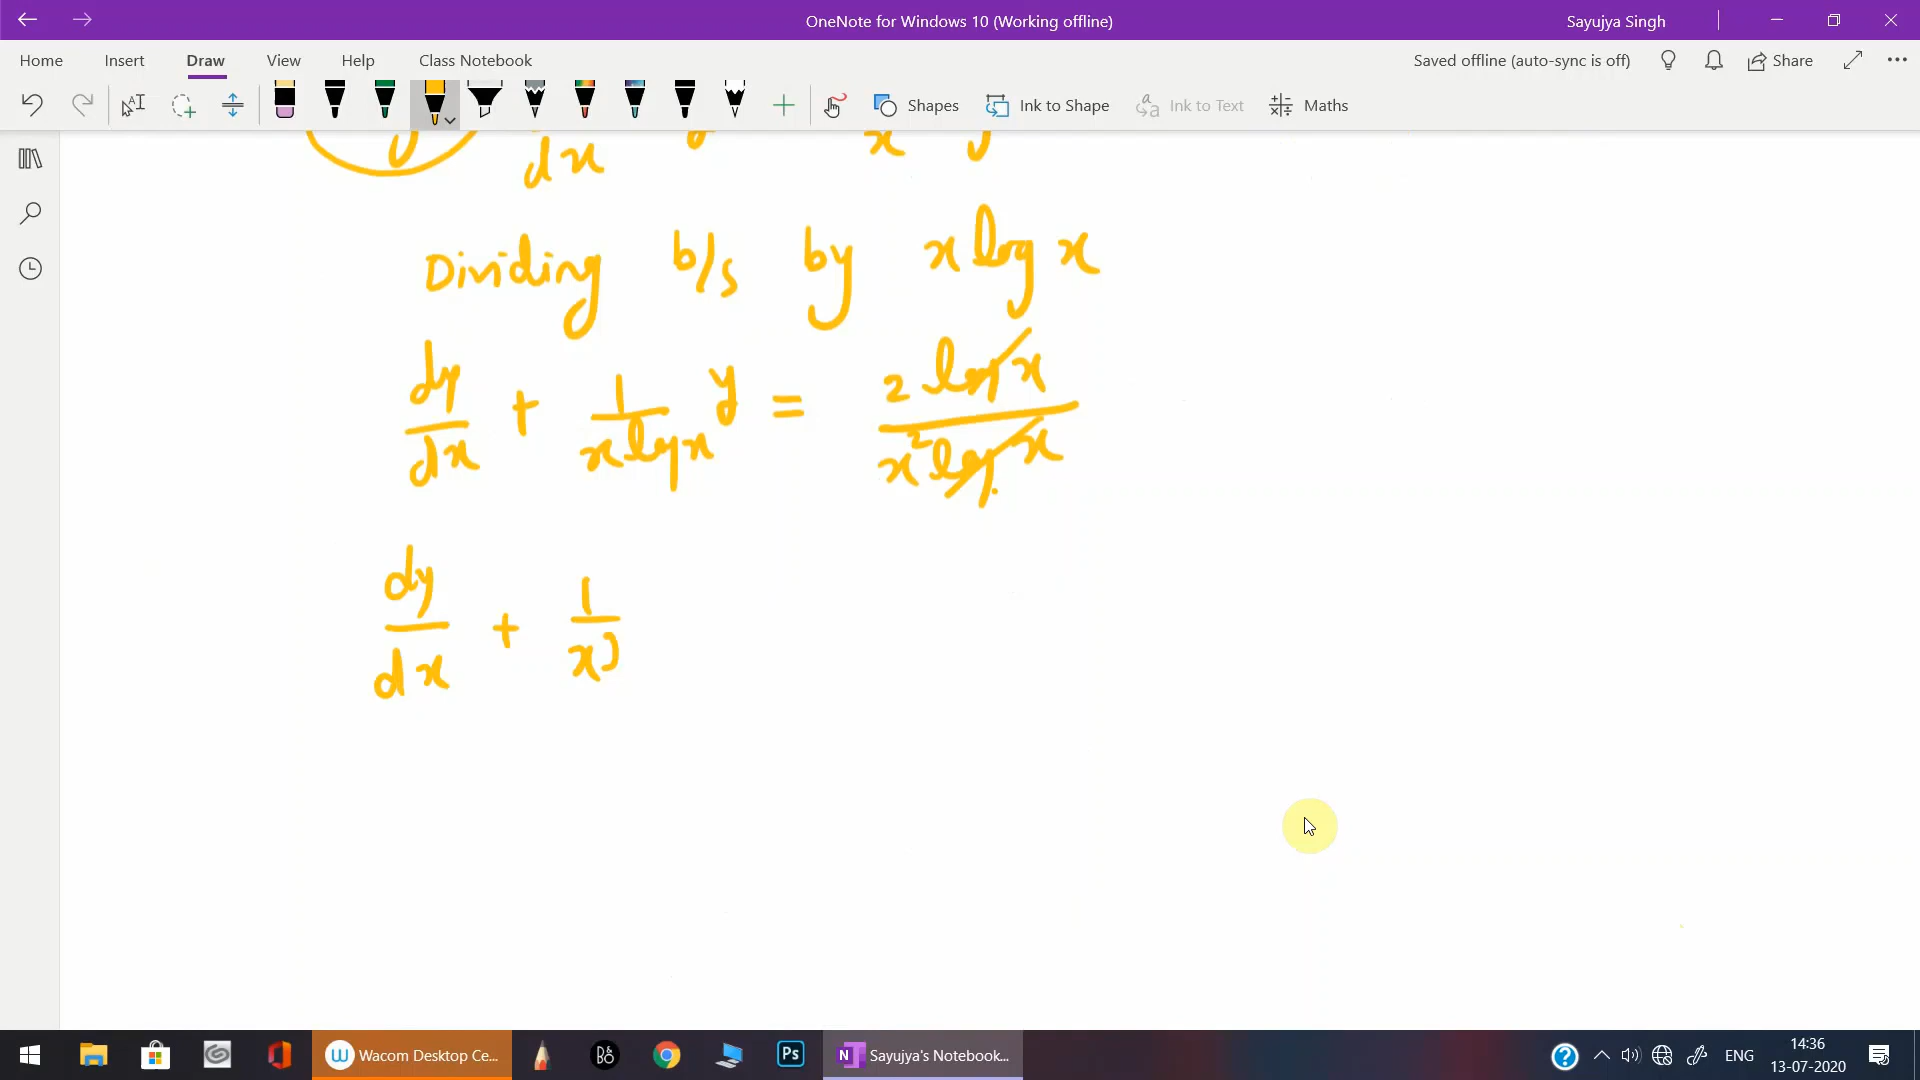 OneNote for Windows 10 (Working offline) Sayujya Singh
Home Insert Draw View Help Class Notebook Saved offline (auto-sync is off) Share
Shapes Ink to Shape Ink to Text Maths
dx x y
Dividing b/s by x log x
dy/dx + 1/(x log x) y = 2 log x/(x² log x)
dy/dx + 1/x
Wacom Desktop Ce... Sayujya's Notebook... ENG 14:36
13-07-2020